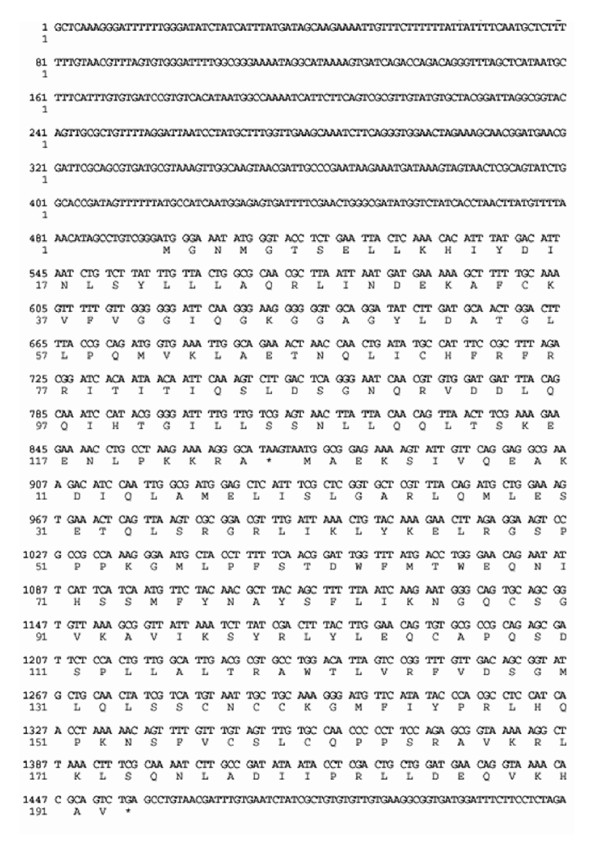 1 GCTCAAAGGGATTTTTTGGGATATCTATCATTTATGATAGCAAGAAAATTGTTTCTTTTTTATTATTTTCAATGCTCTTT
1
81 TTTGTAACGTTTAGTGTGGGATTTTGGCGGGAAAATAGGCATAAAAGTGATCAGACCAGACAGGGTTTAGCTCATAATGC
1
161 TTTCATTTGTGTGATCCGTGTCACATAATGGCCAAAATCATTCTTCAGTCGCGTTGTATGTGCTACGGATTAGGCGGTAC
1
241 AGTTGCGCTGTTTTAGGATTAATCCTATGCTTTGGTTGAAGCAAATCTTCAGGGTGGAACTAGAAAGCAACGGATGAACG
1
321 GATTCGCAGCGTGATGCGTAAAGTTGGCAAGTAACGATTGCCCGAATAAGAAATGATAAAGTAGTAACTCGCAGTATCTG
1
401 GCACCGATAGTTTTTTATGCCATCAATGGAGAGTGATTTTCGAACTGGGCGATATGGTCTATCACCTAACTTATGTTTTA
1
481 AACATAGCCTGTCGGGATG GGA AAT ATG GGT ACC TCT GAA TTA CTC AAA CAC ATT TAT GAC ATT
1 M G N M G T S E L L K H I Y D I
545 AAT CTG TCT TAT TTG TTA CTG GCG CAA CGC TTA ATT AAT GAT GAA AAA GCT TTT TGC AAA
17 N L S Y L L L A Q R L I N D E K A F C K
605 GTT TTT GTT GGG GGG ATT CAA GGG AAG GGG GGT GCA GGA TAT CTT GAT GCA ACT GGA CTT
37 V F V G G I Q G K G G A G Y L D A T G L
665 TTA CCG CAG ATG GTG AAA TTG GCA GAA ACT AAC CAA CTG ATA TGC CAT TTC CGC TTT AGA
57 L P Q M V K L A E T N Q L I C H F R F R
725 CGG ATC ACA ATA ACA ATT CAA AGT CTT GAC TCA GGG AAT CAA CGT GTG GAT GAT TTA CAG
77 R I T I T I Q S L D S G N Q R V D D L Q
785 CAA ATC CAT ACG GGG ATT TTG TTG TCG AGT AAC TTA TTA CAA CAG TTA ACT TCG AAA GAA
97 Q I H T G I L L S S N L L Q Q L T S K E
845 GAA AAC CTG CCT AAG AAA AGG GCA TAAGTAATGG GCG GAG AAA AGT ATT GTT CAG GAG GCG AA
117 E N L P K K R A * M A E K S I V Q E A K
907 A GAC ATC CAA TTG GCG ATG GAG CTC ATT TCG CTC GGT GCT CGT TTA CAG ATG CTG GAA AG
11 D I Q L A M E L I S L G A R L Q M L E S
967 T GAA ACT CAG TTA AGT CGC GGA CGT TTG ATT AAA CTG TAC AAA GAA CTT AGA GGA AGT CC
31 E T Q L S R G R L I K L Y K E L R G S P
1027 G CCG CCA AAG GGA ATG CTA CCT TTT TCA ACG GAT TGG TTT ATG ACC TGG GAA CAG AAT AT
51 P P K G M L P F S T D W F M T W E Q N I
1087 T CAT TCA TCA ATG TTC TAC AAC GCT TAC AGC TTT TTA ATC AAG AAT GGG CAG TGC AGC GG
71 H S S M F Y N A Y S F L I K N G Q C S G
1147 T GTT AAA GCG GTT ATT AAA TCT TAT CGA CTT TAC TTG GAA CAG TGT GCG CCG CAG AGC GA
91 V K A V I K S Y R L Y L E Q C A P Q S D
1207 T TCT CCA CTG TTG GCA TTG ACG CGT GCC TGG ACA TTA GTC CGG TTT GTT GAC AGC GGT AT
111 S P L L A L T R A W T L V R F V D S G M
1267 G CTG CAA CTA TCG TCA TGT AAT TGC TGC AAA GGG ATG TTC ATA TAC CCA CGC CTC CAT CA
131 L Q L S S C N C C K G M F I Y P R L H Q
1327 A CCT AAA AAC AGT TTT GTT TGT AGT TTG TGC CAA CCC CCT TCC AGA GCG GTA AAA AGG CT
151 P K N S F V C S L C Q P P S R A V K R L
1387 T AAA CTT TCG CAA AAT CTT GCC GAT ATA ATA CCT CGA CTG CTG GAT GAA CAG GTA AAA CA
171 K L S Q N L A D I I P R L L D E Q V K H
1447 C GCA GTC TGA GCCTGTAACGATTTGTGAATCTATCGCTGTGTGTTGTGAAGGCGGTGATGGATTTCTTCCTCTAGA
191 A V *